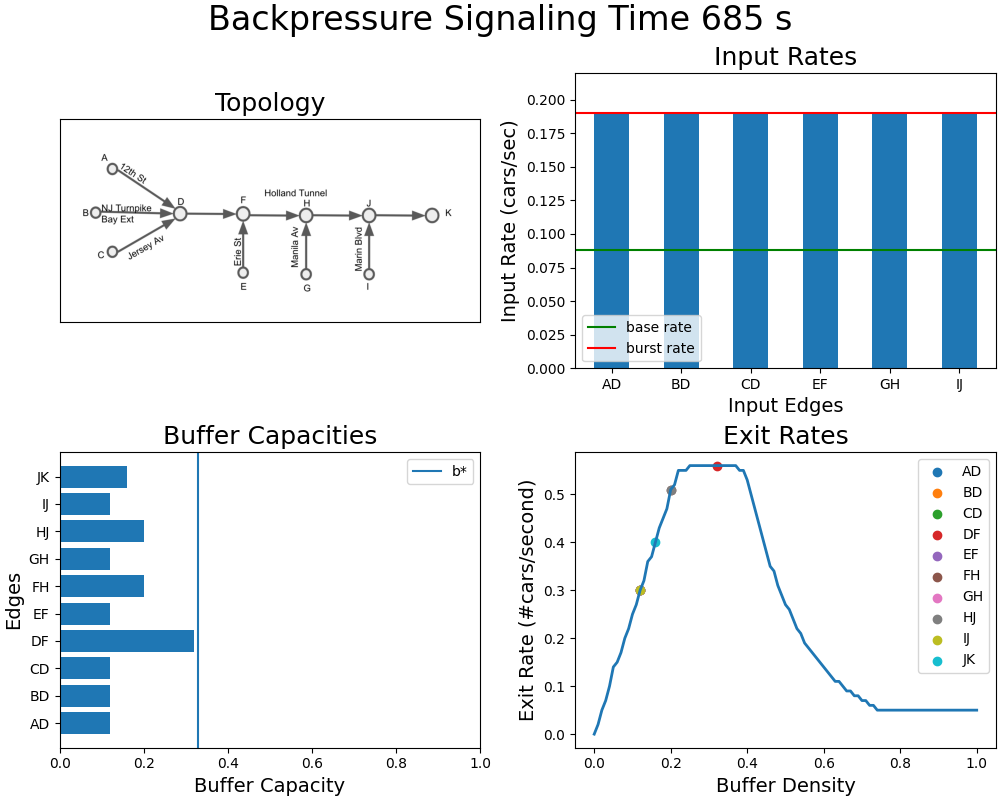 Backpressure Signaling Time 685 s
Topology
A
12th St
B
NJ Turnpike
Bay Ext
C
Jersey Av
D
F
Holland Tunnel
H
J
K
Erie St
Manila Av
Marin Blvd
E
G
I
Input Rates
Input Rate (cars/sec)
0.200
0.175
0.150
0.125
0.100
0.075
0.050
0.025
0.000
base rate
burst rate
AD BD CD EF GH IJ
Input Edges
Buffer Capacities
Edges
JK
IJ
HJ
GH
FH
EF
DF
CD
BD
AD
b*
0.0 0.2 0.4 0.6 0.8 1.0
Buffer Capacity
Exit Rates
Exit Rate (#cars/second)
0.5
0.4
0.3
0.2
0.1
0.0
AD
BD
CD
DF
EF
FH
GH
HJ
IJ
JK
0.0 0.2 0.4 0.6 0.8 1.0
Buffer Density